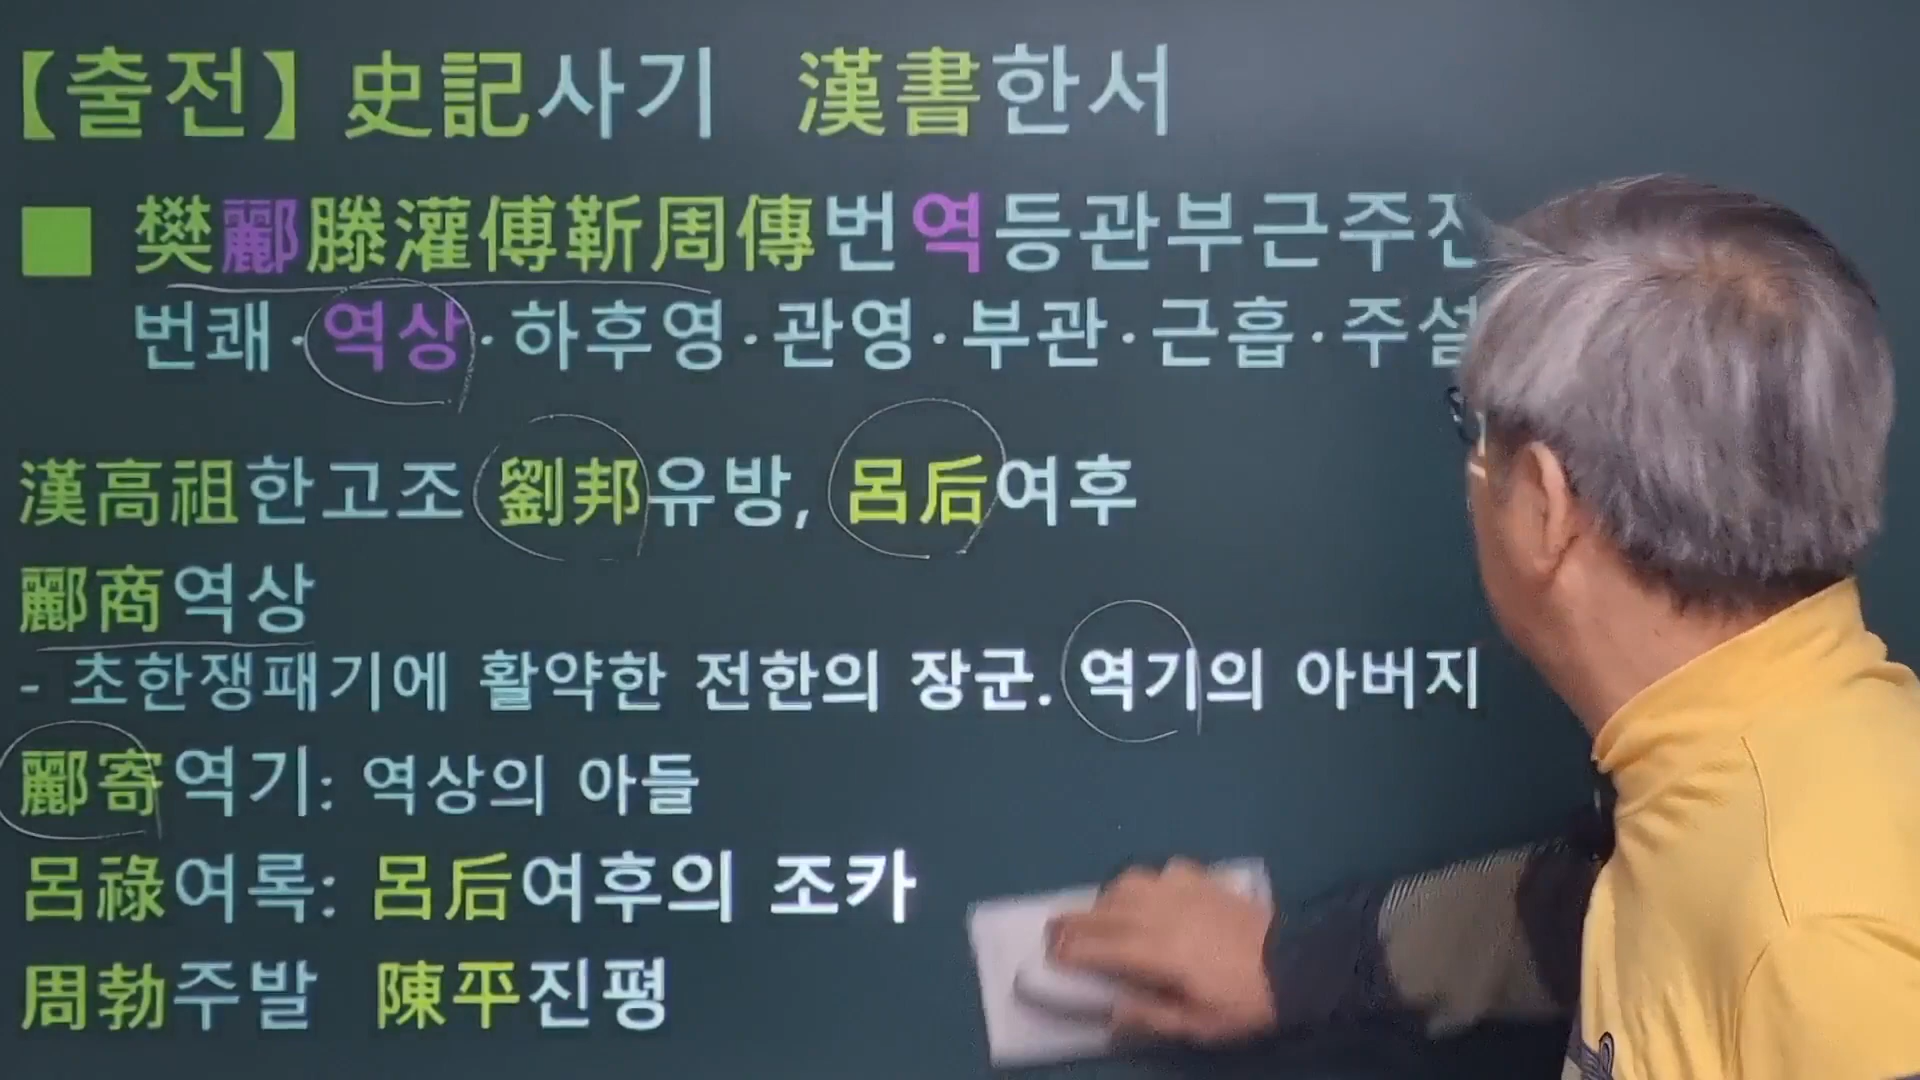 【출전】 史記사기 漢書한서
■ 樊酈滕灌傅靳周傳번역등관부근주전
번쾌·역상·하후영·관영·부관·근흡·주설
漢高祖한고조 劉邦유방, 呂后여후
酈商역상
- 초한쟁패기에 활약한 전한의 장군. 역기의 아버지
酈寄역기: 역상의 아들
呂祿여록: 呂后여후의 조카
周勃주발 陳平진평